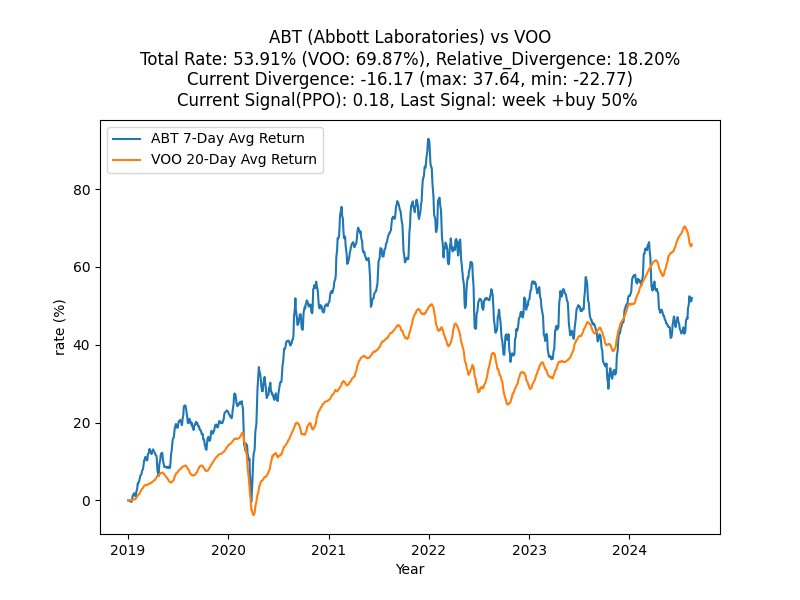 ABT (Abbott Laboratories) vs VOO
Total Rate: 53.91% (VOO: 69.87%), Relative_Divergence: 18.20%
Current Divergence: -16.17 (max: 37.64, min: -22.77)
Current Signal(PPO): 0.18, Last Signal: week +buy 50%
ABT 7-Day Avg Return
VOO 20-Day Avg Return
80
60
40
20
0
rate (%)
2019 2020 2021 2022 2023 2024
Year